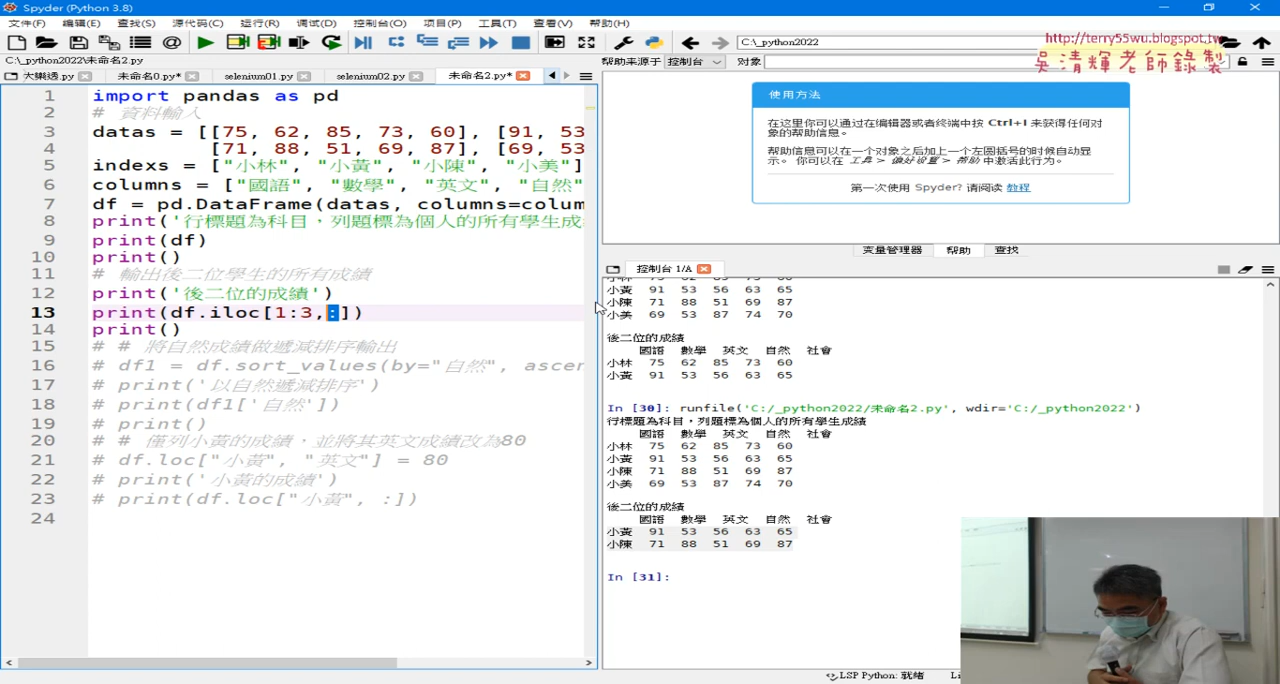 Spyder (Python 3.8)
文件(F) 编辑(E) 查找(S) 源代码(C) 运行(R) 调试(D) 控制台(O) 项目(P) 工具(T) 查看(V) 帮助(H)
C:\_python2022
http://terry55wu.blogspot.tw
吳清輝老師錄製
C:\_python2022\未命名2.py
大樂透.py 未命名0.py* selenium01.py selenium02.py 未命名2.py*
帮助来源于 控制台 对象
1 import pandas as pd
2 # 資料輸入
3 datas = [[75, 62, 85, 73, 60], [91, 53
4 [71, 88, 51, 69, 87], [69, 53
5 indexs = ["小林", "小黃", "小陳", "小美"]
6 columns = ["國語", "數學", "英文", "自然"
7 df = pd.DataFrame(datas, columns=colum
8 print('行標題為科目，列題標為個人的所有學生成
9 print(df)
10 print()
11 # 輸出後二位學生的所有成績
12 print('後二位的成績')
13 print(df.iloc[1:3,:])
14 print()
15 # # 將自然成績做遞減排序輸出
16 # df1 = df.sort_values(by="自然", ascen
17 # print('以自然遞減排序')
18 # print(df1['自然'])
19 # print()
20 # # 僅列小黃的成績，並將其英文成績改為80
21 # df.loc["小黃", "英文"] = 80
22 # print('小黃的成績')
23 # print(df.loc["小黃", :])
24
使用方法
在这里你可以通过在编辑器或者终端中按 Ctrl+I 来获得任何对
象的帮助信息。
帮助信息可以在一个对象之后加上一个左圆括号的时候自动显
示。 你可以在 工具 > 偏好设置 > 帮助 中激活此行为。
第一次使用 Spyder? 请阅读 教程
变量管理器 帮助 查找
控制台 1/A
小黃 91 53 56 63 65
小陳 71 88 51 69 87
小美 69 53 87 74 70
後二位的成績
國語 數學 英文 自然 社會
小林 75 62 85 73 60
小黃 91 53 56 63 65
In [30]: runfile('C:/_python2022/未命名2.py', wdir='C:/_python2022')
行標題為科目，列題標為個人的所有學生成績
國語 數學 英文 自然 社會
小林 75 62 85 73 60
小黃 91 53 56 63 65
小陳 71 88 51 69 87
小美 69 53 87 74 70
後二位的成績
國語 數學 英文 自然 社會
小黃 91 53 56 63 65
小陳 71 88 51 69 87
In [31]:
LSP Python: 就绪